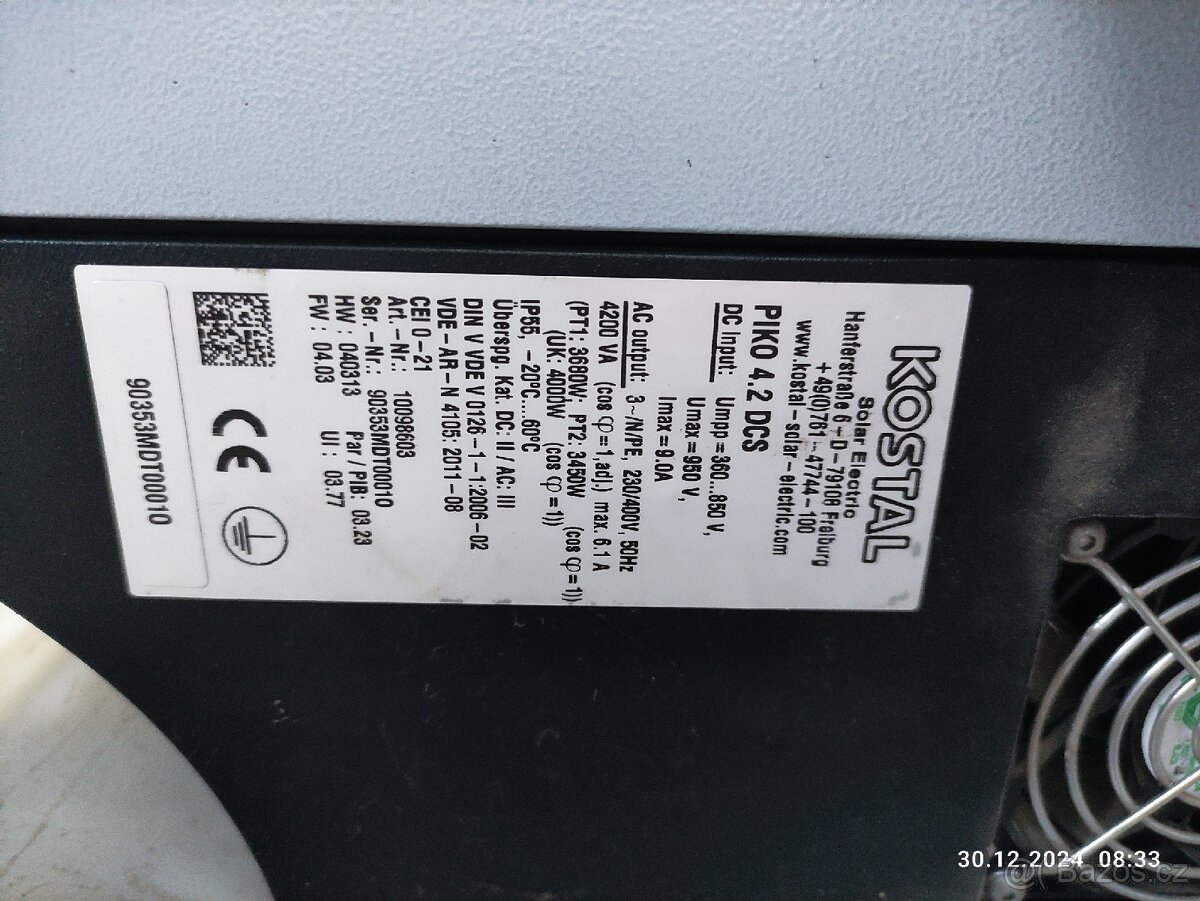 KOSTAL
Solar Electric
Hanferstraße 6 – D – 79108 Freiburg
+49(0)761 – 47744 – 100
www.kostal–solar–electric.com
PIKO 4.2 DCS
DC Input: Umpp=360...850 V,
Umax=950 V,
Imax=9.0A
AC output: 3~/N/PE, 230/400V, 50Hz
4200 VA (cos φ=1,adj,) max. 6.1 A
(PT1: 3680W; PT2: 3450W (cos φ=1))
(UK: 4000W (cos φ=1))
IP55, –20°C....60°C
Überspg. Kat. DC: II / AC: III
DIN V VDE V 0126–1–1:2006–02
VDE–AR–N 4105: 2011–08
CEI 0–21
Art.–Nr.: 10098603
Ser.–Nr.: 90353MDT00010
HW : 040313 Par / PIB: 03.23
FW : 04.03 UI : 03.77
CE
90353MDT00010
30.12.2024 08:33
@Bazos.cz